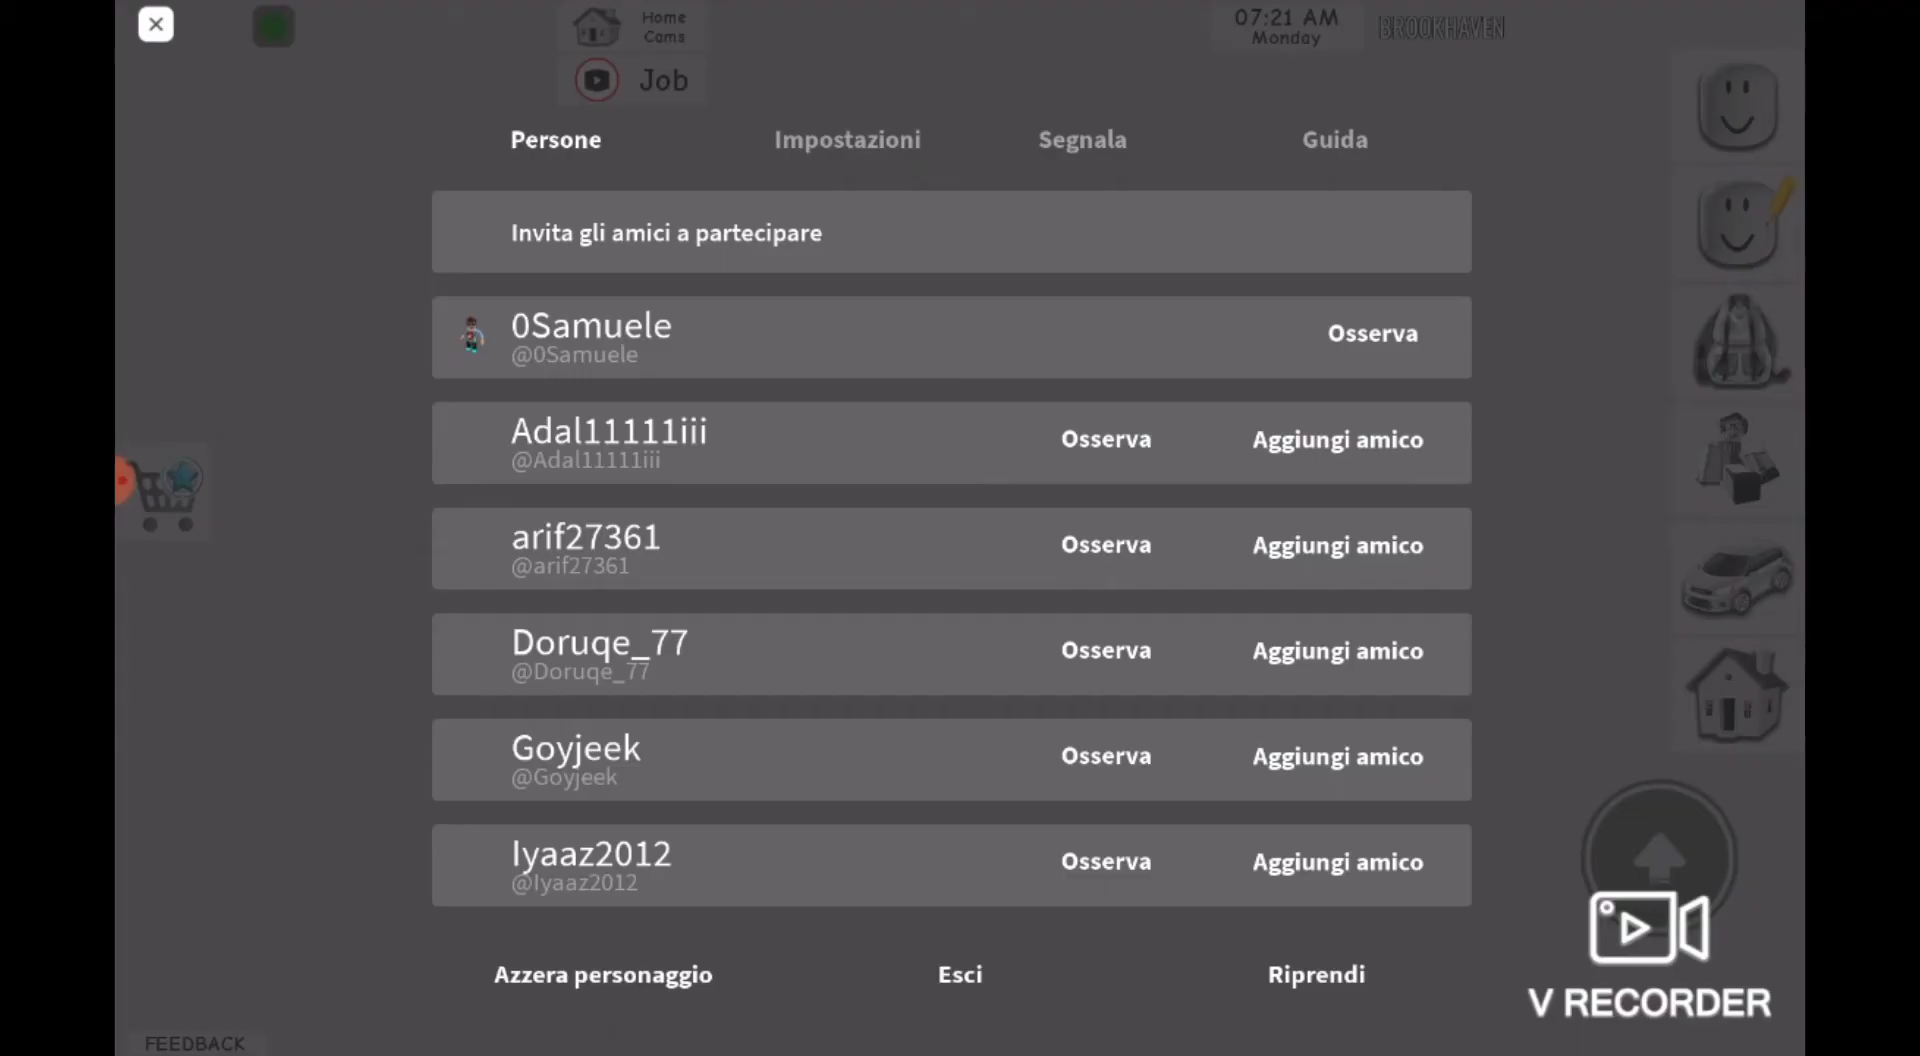 Home
Cams
07:21 AM
Monday
BROOKHAVEN
Job
Persone
Impostazioni
Segnala
Guida
Invita gli amici a partecipare
0Samuele
@0Samuele
Osserva
Adal11111iii
@Adal11111iii
Osserva
Aggiungi amico
arif27361
@arif27361
Osserva
Aggiungi amico
Doruqe_77
@Doruqe_77
Osserva
Aggiungi amico
Goyjeek
@Goyjeek
Osserva
Aggiungi amico
Iyaaz2012
@Iyaaz2012
Osserva
Aggiungi amico
Azzera personaggio
Esci
Riprendi
V RECORDER
FEEDBACK